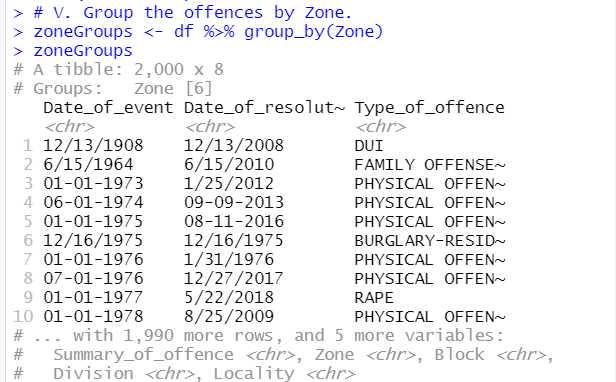 > # V. Group the offences by Zone.
> zoneGroups <- df %>% group_by(Zone)
> zoneGroups
# A tibble: 2,000 x 8
# Groups:   Zone [6]
   Date_of_event Date_of_resolut~ Type_of_offence
   <chr>         <chr>            <chr>
 1 12/13/1908    12/13/2008       DUI
 2 6/15/1964     6/15/2010        FAMILY OFFENSE~
 3 01-01-1973    1/25/2012        PHYSICAL OFFEN~
 4 06-01-1974    09-09-2013       PHYSICAL OFFEN~
 5 01-01-1975    08-11-2016       PHYSICAL OFFEN~
 6 12/16/1975    12/16/1975       BURGLARY-RESID~
 7 01-01-1976    1/31/1976        PHYSICAL OFFEN~
 8 07-01-1976    12/27/2017       PHYSICAL OFFEN~
 9 01-01-1977    5/22/2018        RAPE
10 01-01-1978    8/25/2009        PHYSICAL OFFEN~
# ... with 1,990 more rows, and 5 more variables:
#   Summary_of_offence <chr>, Zone <chr>, Block <chr>,
#   Division <chr>, Locality <chr>